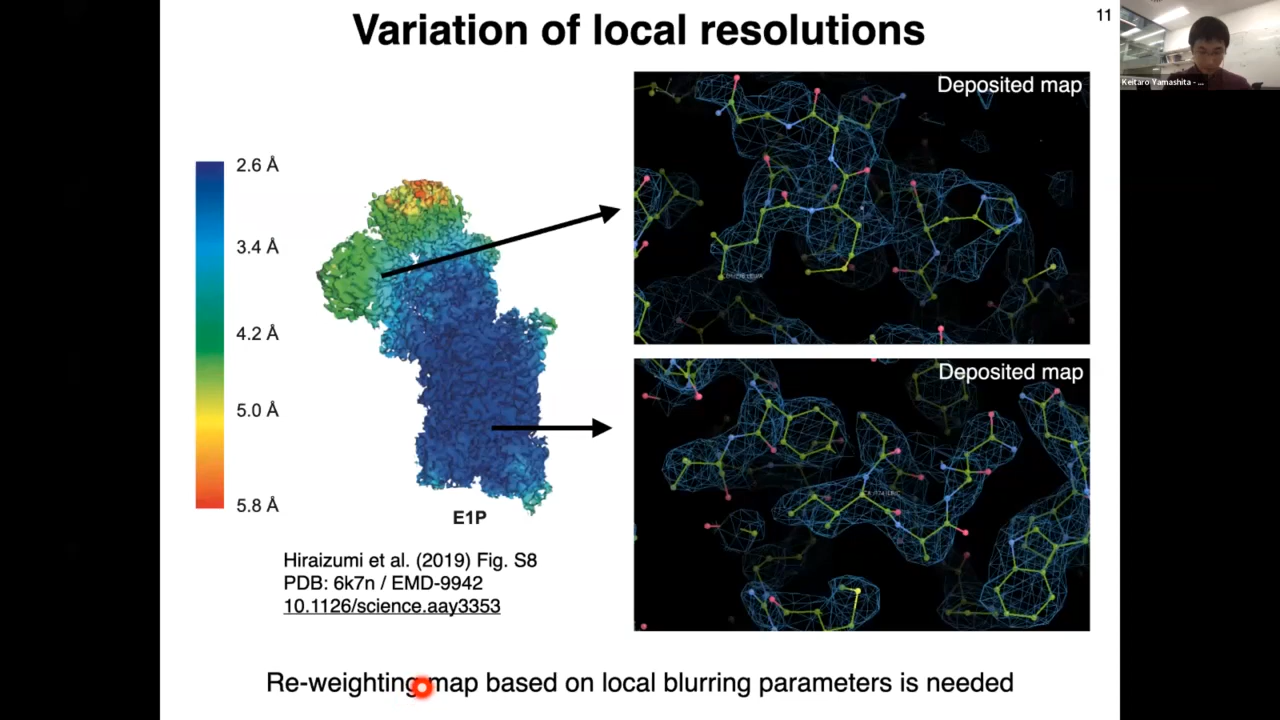 Variation of local resolutions
11
Keitaro Yamashita - ...
Deposited map
2.6 Å
3.4 Å
4.2 Å
5.0 Å
5.8 Å
E1P
Deposited map
Hiraizumi et al. (2019) Fig. S8
PDB: 6k7n / EMD-9942
10.1126/science.aay3353
Re-weighting map based on local blurring parameters is needed